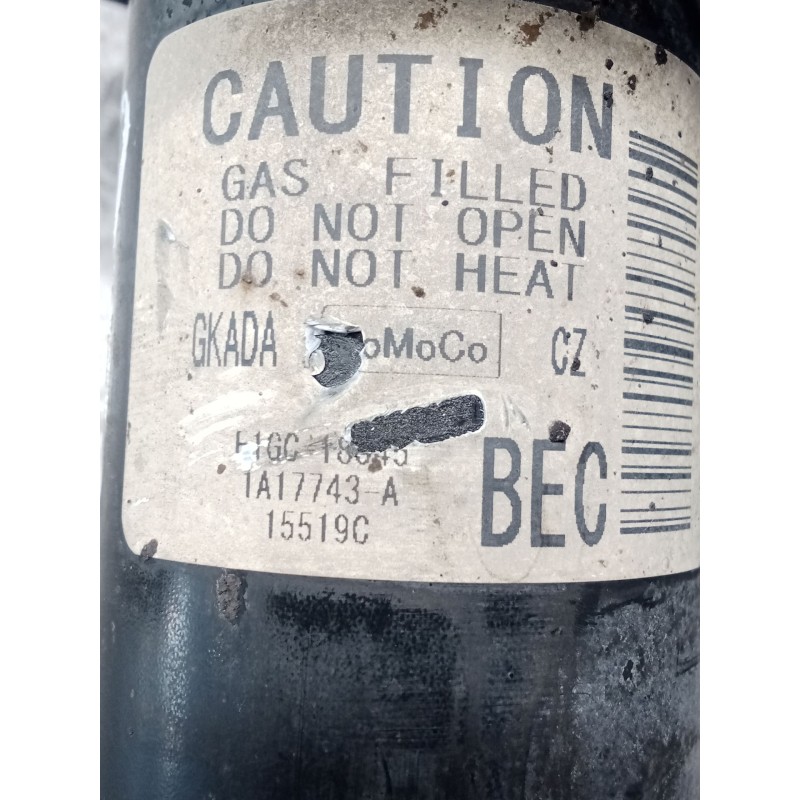 CAUTION
GAS FILLED
DO NOT OPEN
DO NOT HEAT
GKADA oMoCo CZ
1A17743-A
15519C
BEC